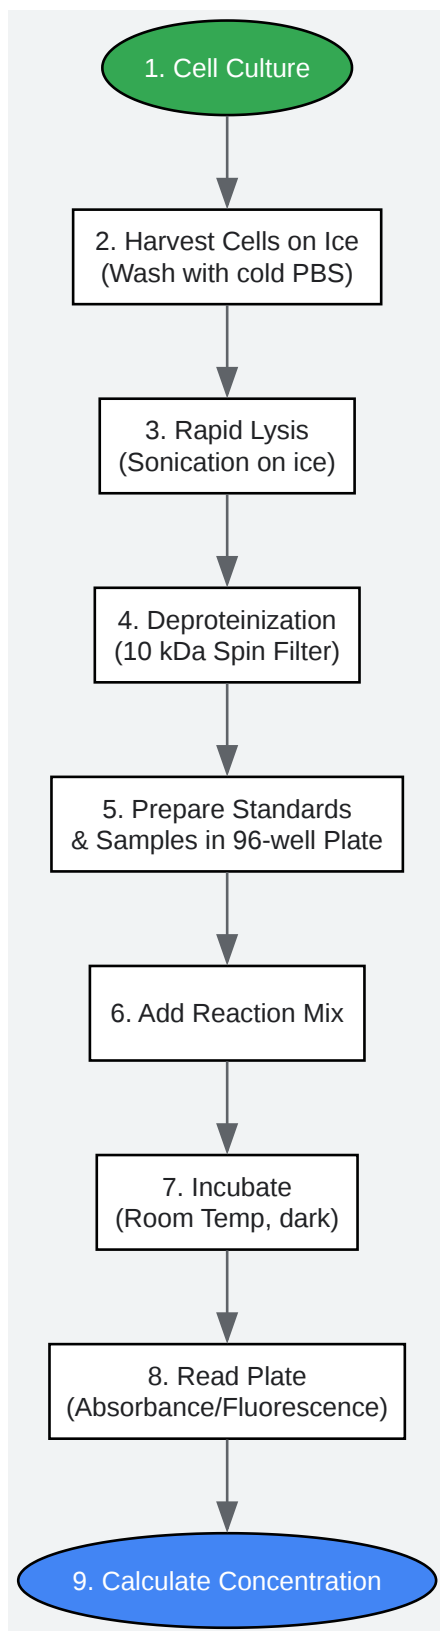 1. Cell Culture
2. Harvest Cells on Ice
(Wash with cold PBS)
3. Rapid Lysis
(Sonication on ice)
4. Deproteinization
(10 kDa Spin Filter)
5. Prepare Standards
& Samples in 96-well Plate
6. Add Reaction Mix
7. Incubate
(Room Temp, dark)
8. Read Plate
(Absorbance/Fluorescence)
9. Calculate Concentration